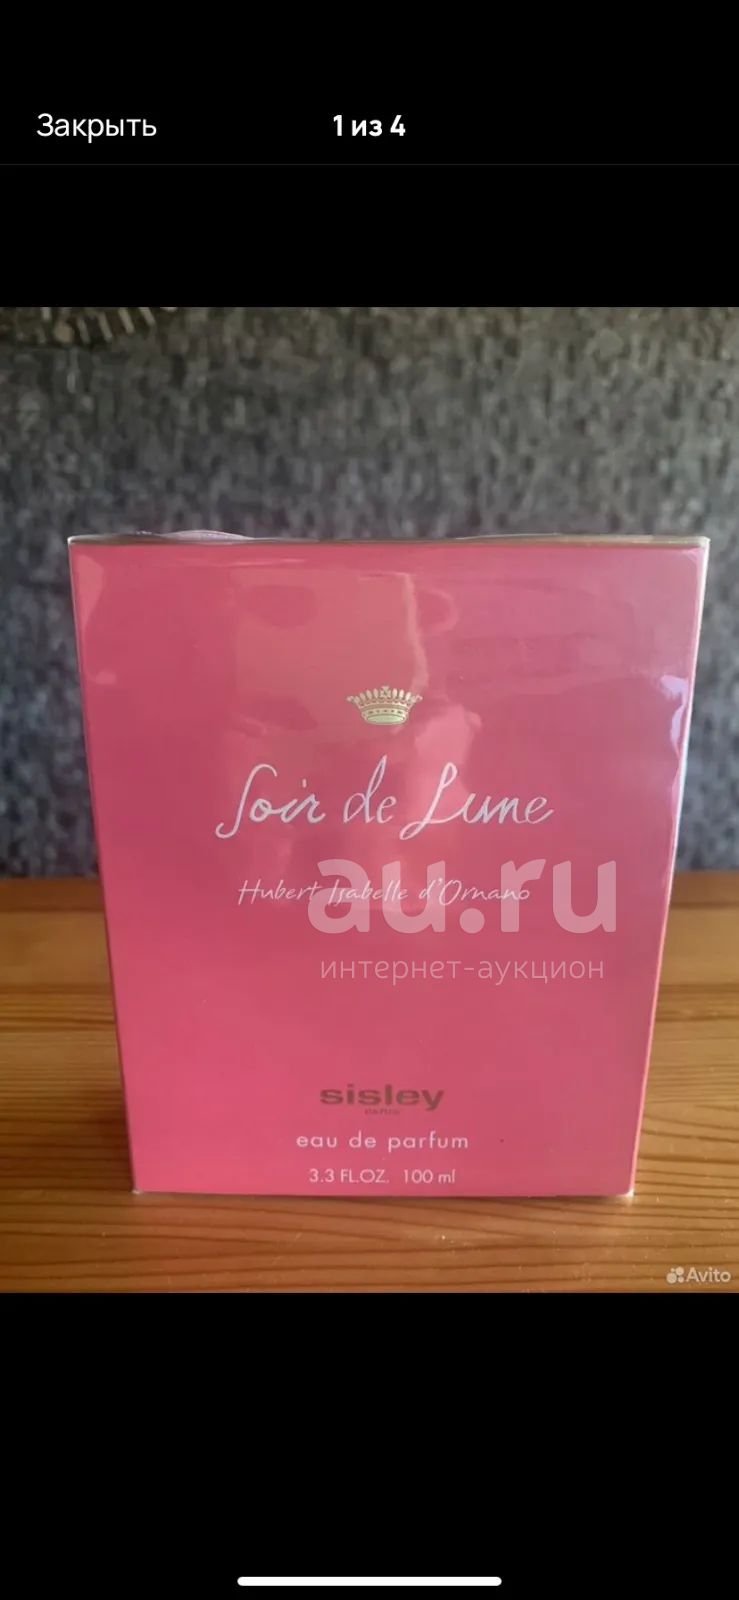 Закрыть
1 из 4
Soir de Lune
Hubert Isabelle d'Ornano
au.ru
интернет-аукцион
sisley
PARIS
eau de parfum
3.3 FL.OZ. 100 ml
Avito